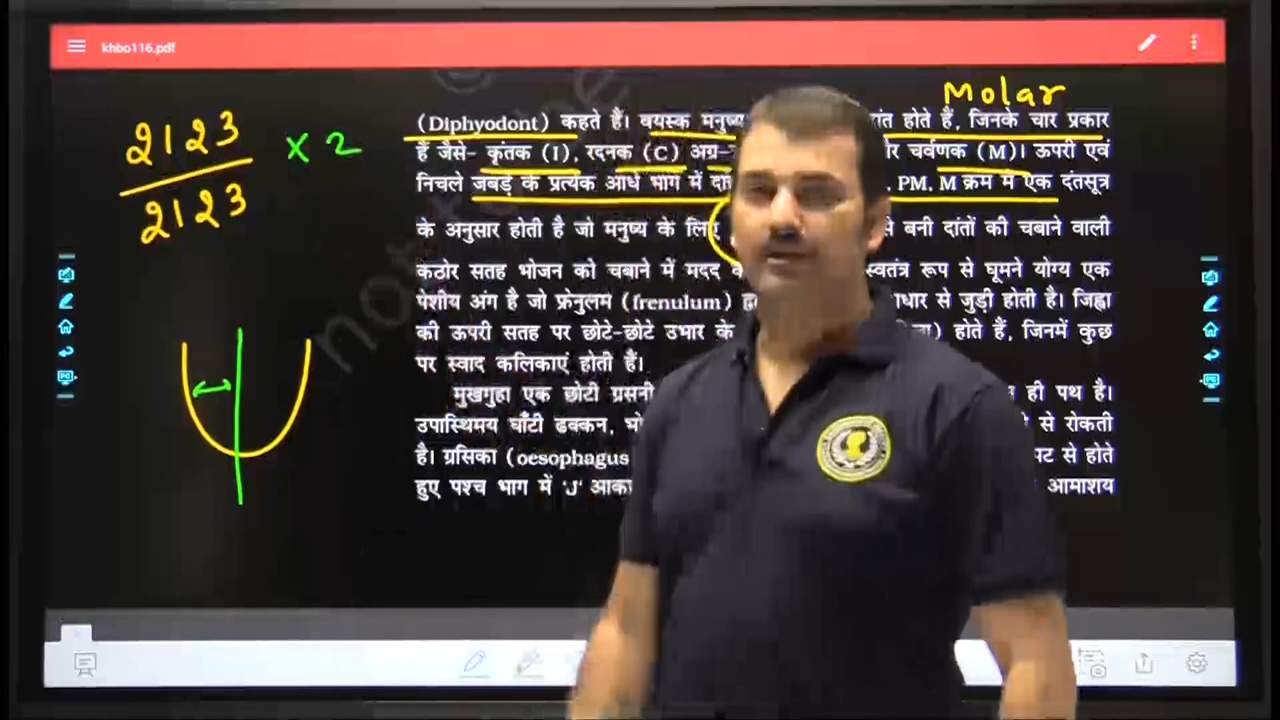 khbo116.pdf
Molar
2123
2123
× 2
(Diphyodont) कहते हैं। वयस्क मनुष्य होते हैं, जिनके चार प्रकार
हैं जैसे- कृंतक (I), रदनक (C) अग्र- चर्वणक (M)। ऊपरी एवं
निचले जबड़े के प्रत्येक आधे भाग में PM, M क्रम में एक दंतसूत्र
के अनुसार होती है जो मनुष्य के लिए से बनी दांतों की चबाने वाली
कठोर सतह भोजन को चबाने में मदद स्वतंत्र रूप से घूमने योग्य एक
पेशीय अंग है जो फ्रेनुलम (frenulum) से जुड़ी होती है। जिह्वा
की ऊपरी सतह पर छोटे-छोटे उभार के होते हैं, जिनमें कुछ
पर स्वाद कलिकाएं होती हैं।
मुखगुहा एक छोटी ग्रसनी ही पथ है।
उपास्थिमय घाँटी ढक्कन, से रोकती
है। ग्रसिका (oesophagus से होते
हुए पश्च भाग में 'J' आमाशय